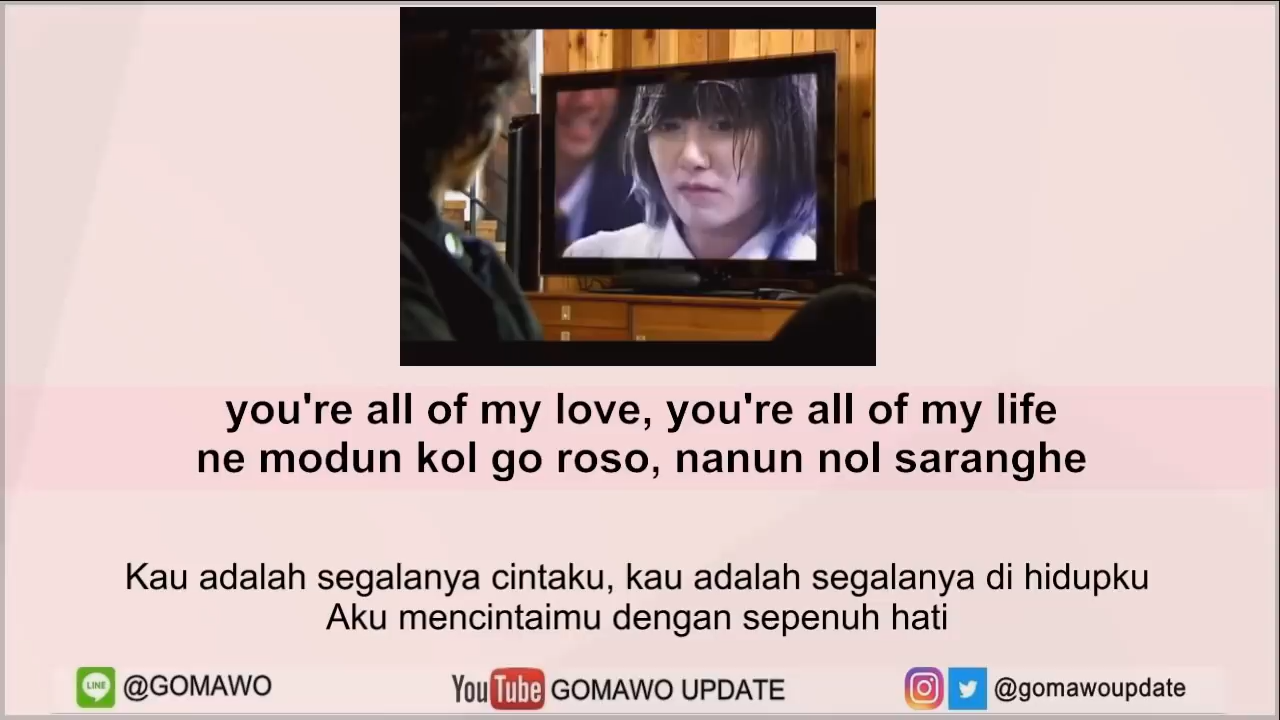 you're all of my love, you're all of my life
ne modun kol go roso, nanun nol saranghe
Kau adalah segalanya cintaku, kau adalah segalanya di hidupku
Aku mencintaimu dengan sepenuh hati
LINE @GOMAWO
YouTube GOMAWO UPDATE
@gomawoupdate